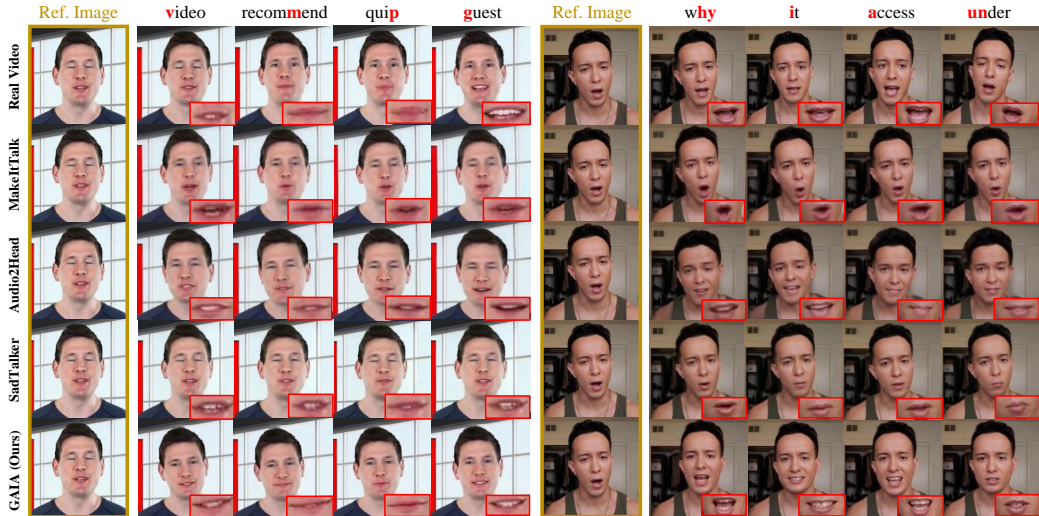 Ref. Image video recommend quip guest Ref. Image why it access under
Real Video
MakeItTalk
Audio2Head
SadTalker
GAIA (Ours)